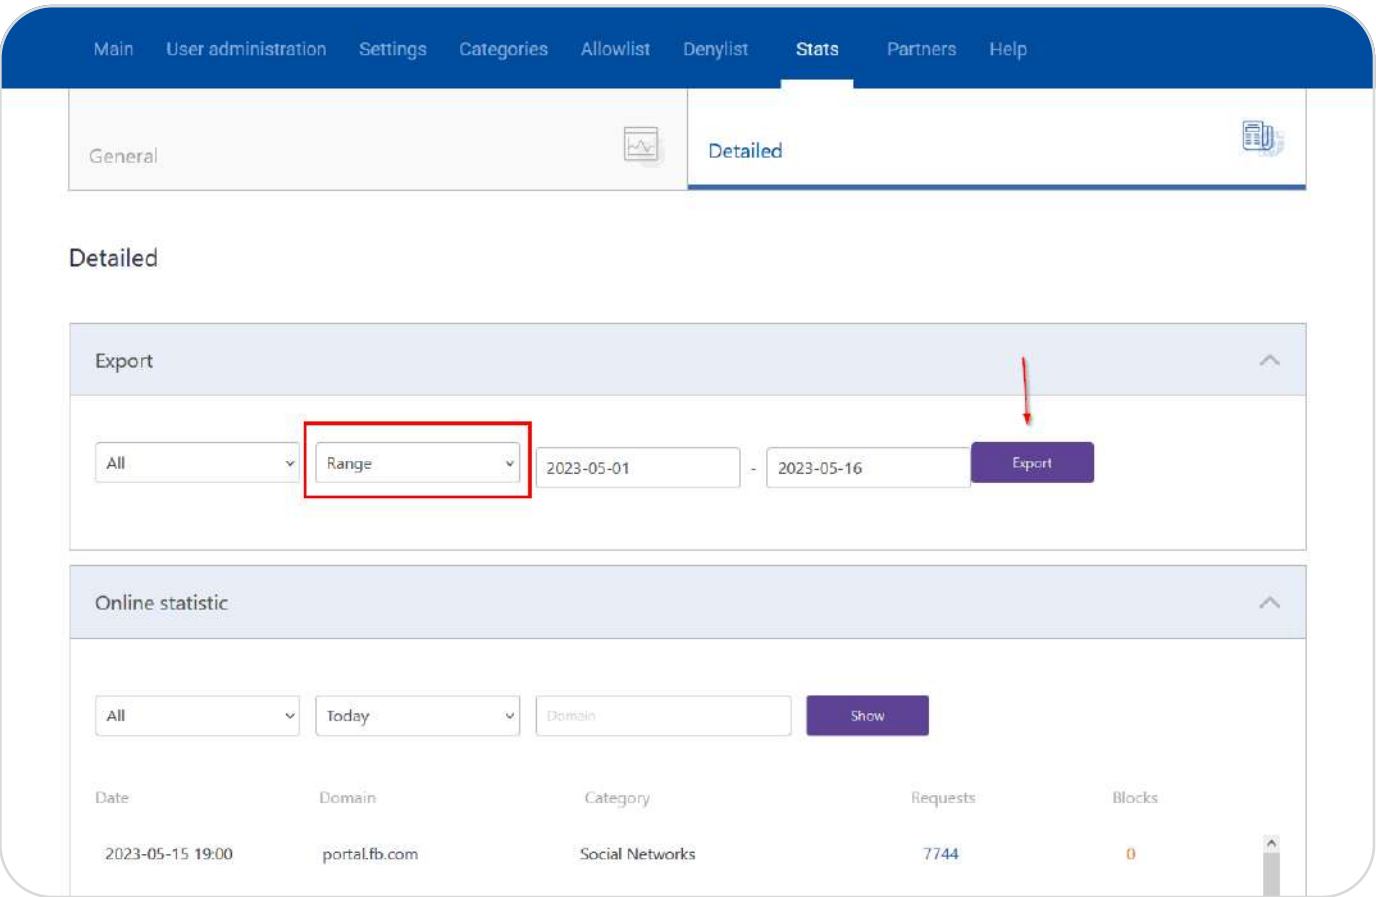 Main User administration Settings Categories Allowlist Denylist Stats Partners Help
General
Detailed
Detailed
Export
All Range 2023-05-01 - 2023-05-16 Export
Online statistic
All Today Domain Show
Date Domain Category Requests Blocks
2023-05-15 19:00 portal.fb.com Social Networks 7744 0